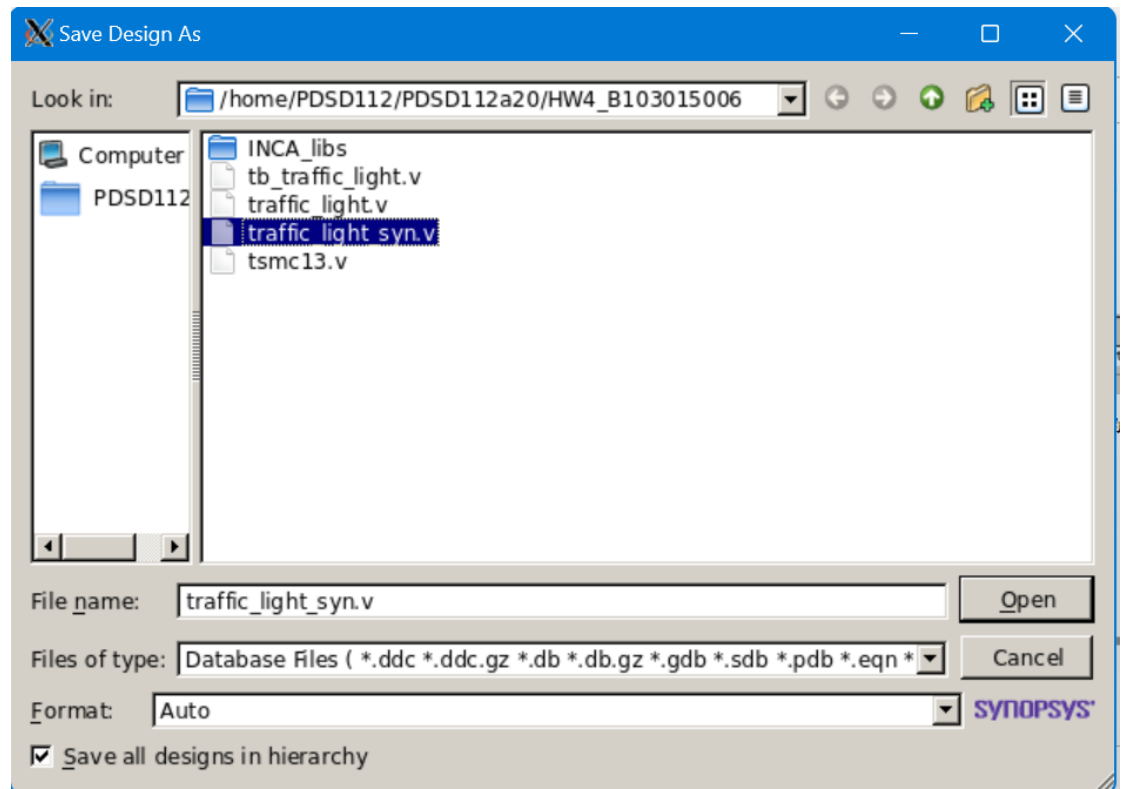 Save Design As
Look in: /home/PDSD112/PDSD112a20/HW4_B103015006
Computer
PDSD112
INCA_libs
tb_traffic_light.v
traffic_light.v
traffic_light_syn.v
tsmc13.v
File name: traffic_light_syn.v Open
Files of type: Database Files ( *.ddc *.ddc.gz *.db *.db.gz *.gdb *.sdb *.pdb *.eqn * Cancel
Format: Auto SYNOPSYS
Save all designs in hierarchy